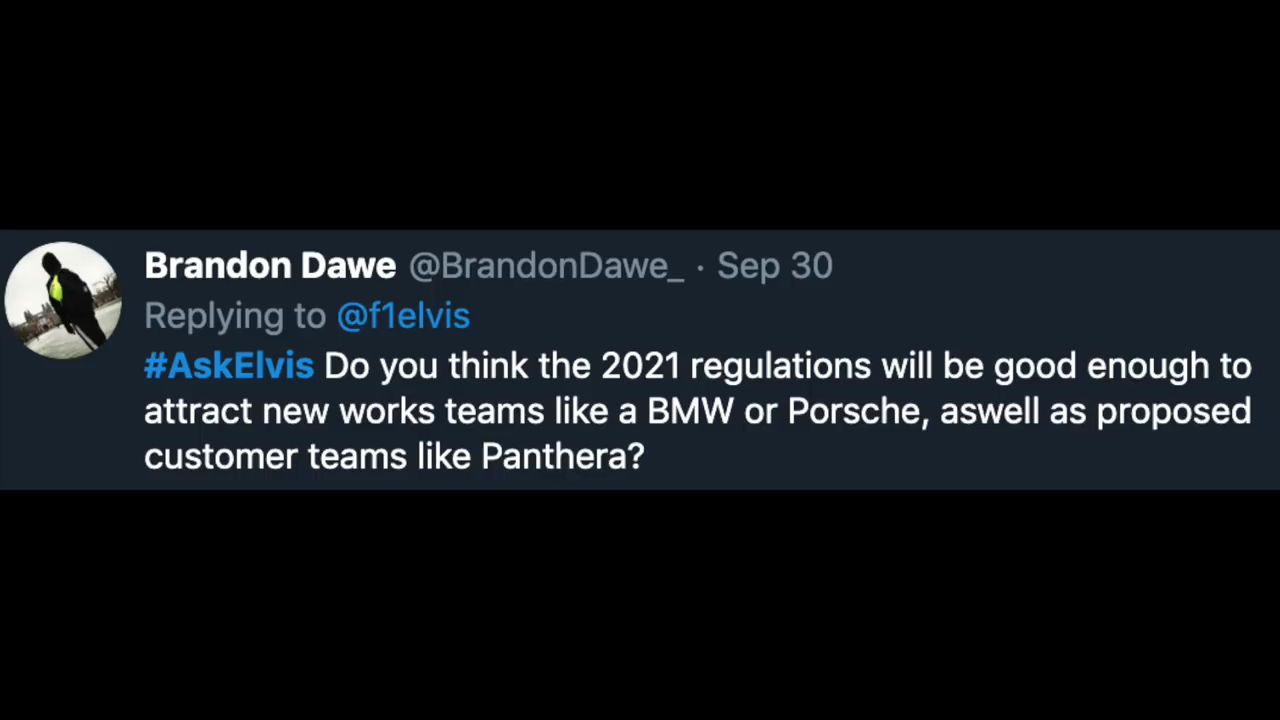 Brandon Dawe @BrandonDawe_ · Sep 30
Replying to @f1elvis
#AskElvis Do you think the 2021 regulations will be good enough to
attract new works teams like a BMW or Porsche, aswell as proposed
customer teams like Panthera?